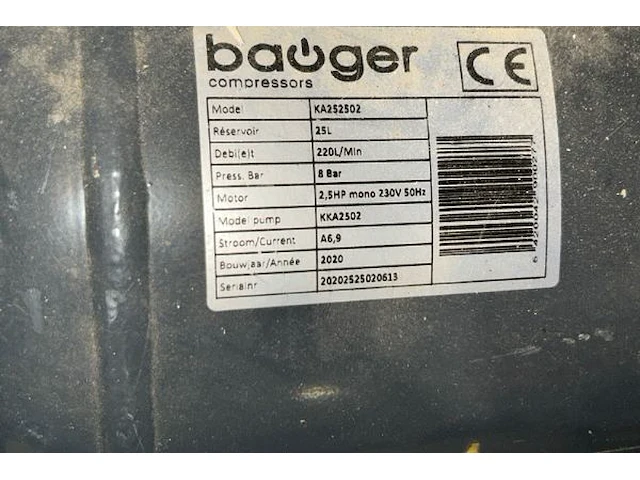 bauger
compressors
CE
Model KA252502
Réservoir 25L
Debi(e)t 220L/Min
Press. Bar 8 Bar
Motor 2,5HP mono 230V 50Hz
Model pump KKA2502
Stroom/Current A6,9
Bouwjaar/Année 2020
Serialnr 20202525020613